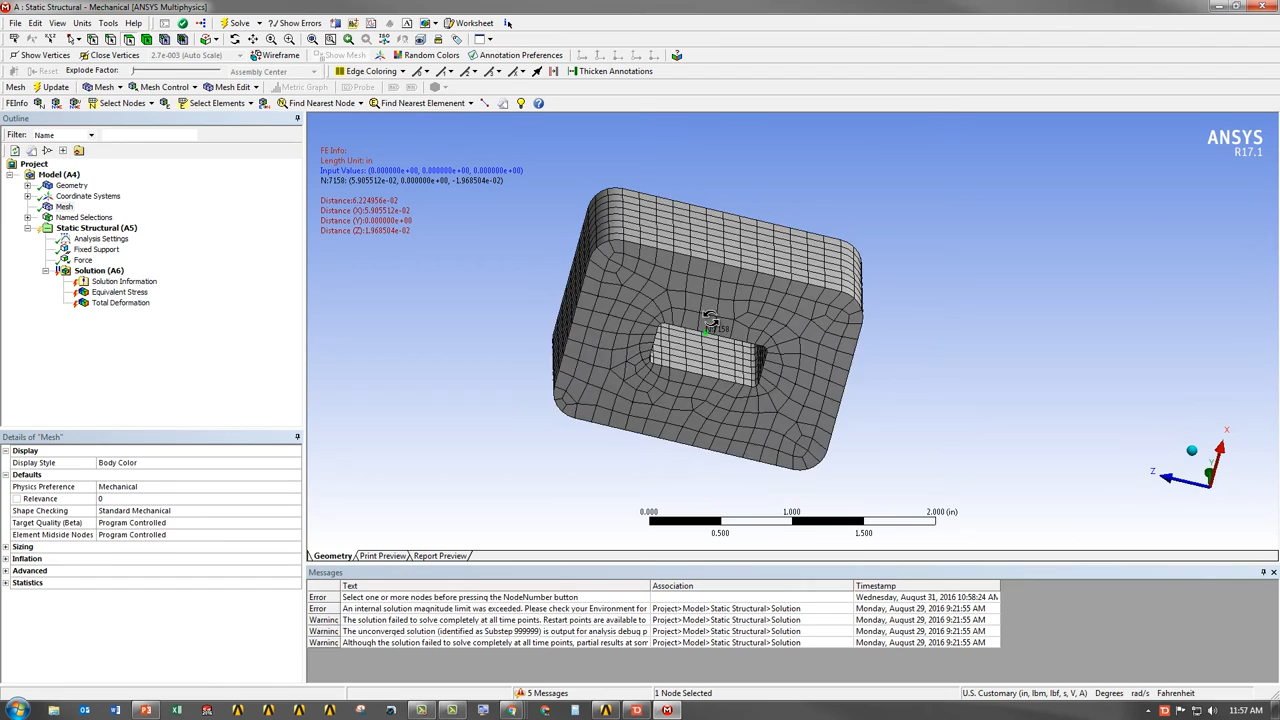 A : Static Structural - Mechanical [ANSYS Multiphysics]
File Edit View Units Tools Help Solve Show Errors Worksheet
Show Vertices Close Vertices 2.7e-003 (Auto Scale) Wireframe Show Mesh Random Colors Annotation Preferences
Reset Explode Factor: Assembly Center Edge Coloring Thicken Annotations
Mesh Update Mesh Mesh Control Mesh Edit Metric Graph Probe
FEInfo Select Nodes Select Elements Find Nearest Node Find Nearest Elemement
Outline
Filter: Name
Project
Model (A4)
Geometry
Coordinate Systems
Mesh
Named Selections
Static Structural (A5)
Analysis Settings
Fixed Support
Force
Solution (A6)
Solution Information
Equivalent Stress
Total Deformation
Details of "Mesh"
Display
Display Style Body Color
Defaults
Physics Preference Mechanical
Relevance 0
Shape Checking Standard Mechanical
Target Quality (Beta) Program Controlled
Element Midside Nodes Program Controlled
Sizing
Inflation
Advanced
Statistics
FE Info:
Length Unit: in
Input Values: (0.000000e+00, 0.000000e+00, 0.000000e+00)
N:7158: (5.905512e-02, 0.000000e+00, -1.968504e-02)
Distance:6.224956e-02
Distance (X):5.905512e-02
Distance (Y):0.000000e+00
Distance (Z):1.968504e-02
ANSYS
R17.1
X
Y
Z
0.000 1.000 2.000 (in)
0.500 1.500
Geometry Print Preview Report Preview
Messages
Text Association Timestamp
Error Select one or more nodes before pressing the NodeNumber button Wednesday, August 31, 2016 10:58:24 AM
Error An internal solution magnitude limit was exceeded. Please check your Environment for Project>Model>Static Structural>Solution Monday, August 29, 2016 9:21:55 AM
Warninc The solution failed to solve completely at all time points. Restart points are available to Project>Model>Static Structural>Solution Monday, August 29, 2016 9:21:55 AM
Warninc The unconverged solution (identified as Substep 999999) is output for analysis debug p Project>Model>Static Structural>Solution Monday, August 29, 2016 9:21:55 AM
Warninc Although the solution failed to solve completely at all time points, partial results at som Project>Model>Static Structural>Solution Monday, August 29, 2016 9:21:55 AM
5 Messages 1 Node Selected U.S. Customary (in, lbm, lbf, s, V, A) Degrees rad/s Fahrenheit
11:57 AM